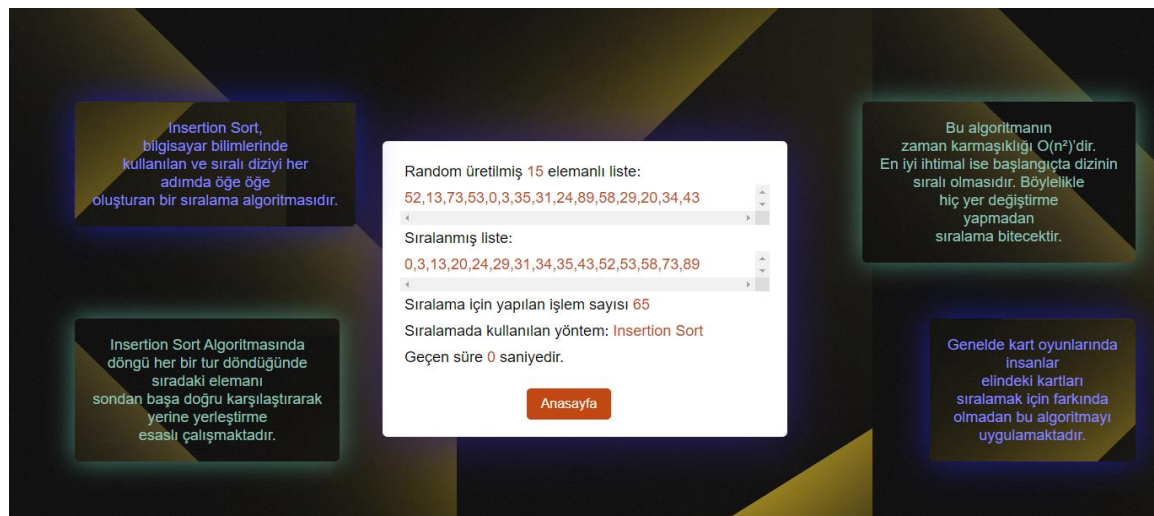 Insertion Sort,
bilgisayar bilimlerinde
kullanılan ve sıralı diziyi her
adımda öğe öğe
oluşturan bir sıralama algoritmasıdır.
Insertion Sort Algoritmasında
döngü her bir tur döndüğünde
sıradaki elemanı
sondan başa doğru karşılaştırarak
yerine yerleştirme
esaslı çalışmaktadır.
Random üretilmiş 15 elemanlı liste:
52,13,73,53,0,3,35,31,24,89,58,29,20,34,43
Sıralanmış liste:
0,3,13,20,24,29,31,34,35,43,52,53,58,73,89
Sıralama için yapılan işlem sayısı 65
Sıralamada kullanılan yöntem: Insertion Sort
Geçen süre 0 saniyedir.
Anasayfa
Bu algoritmanın
zaman karmaşıklığı O(n²)'dir.
En iyi ihtimal ise başlangıçta dizinin
sıralı olmasıdır. Böylelikle
hiç yer değiştirme
yapmadan
sıralama bitecektir.
Genelde kart oyunlarında
insanlar
elindeki kartları
sıralamak için farkında
olmadan bu algoritmayı
uygulamaktadır.